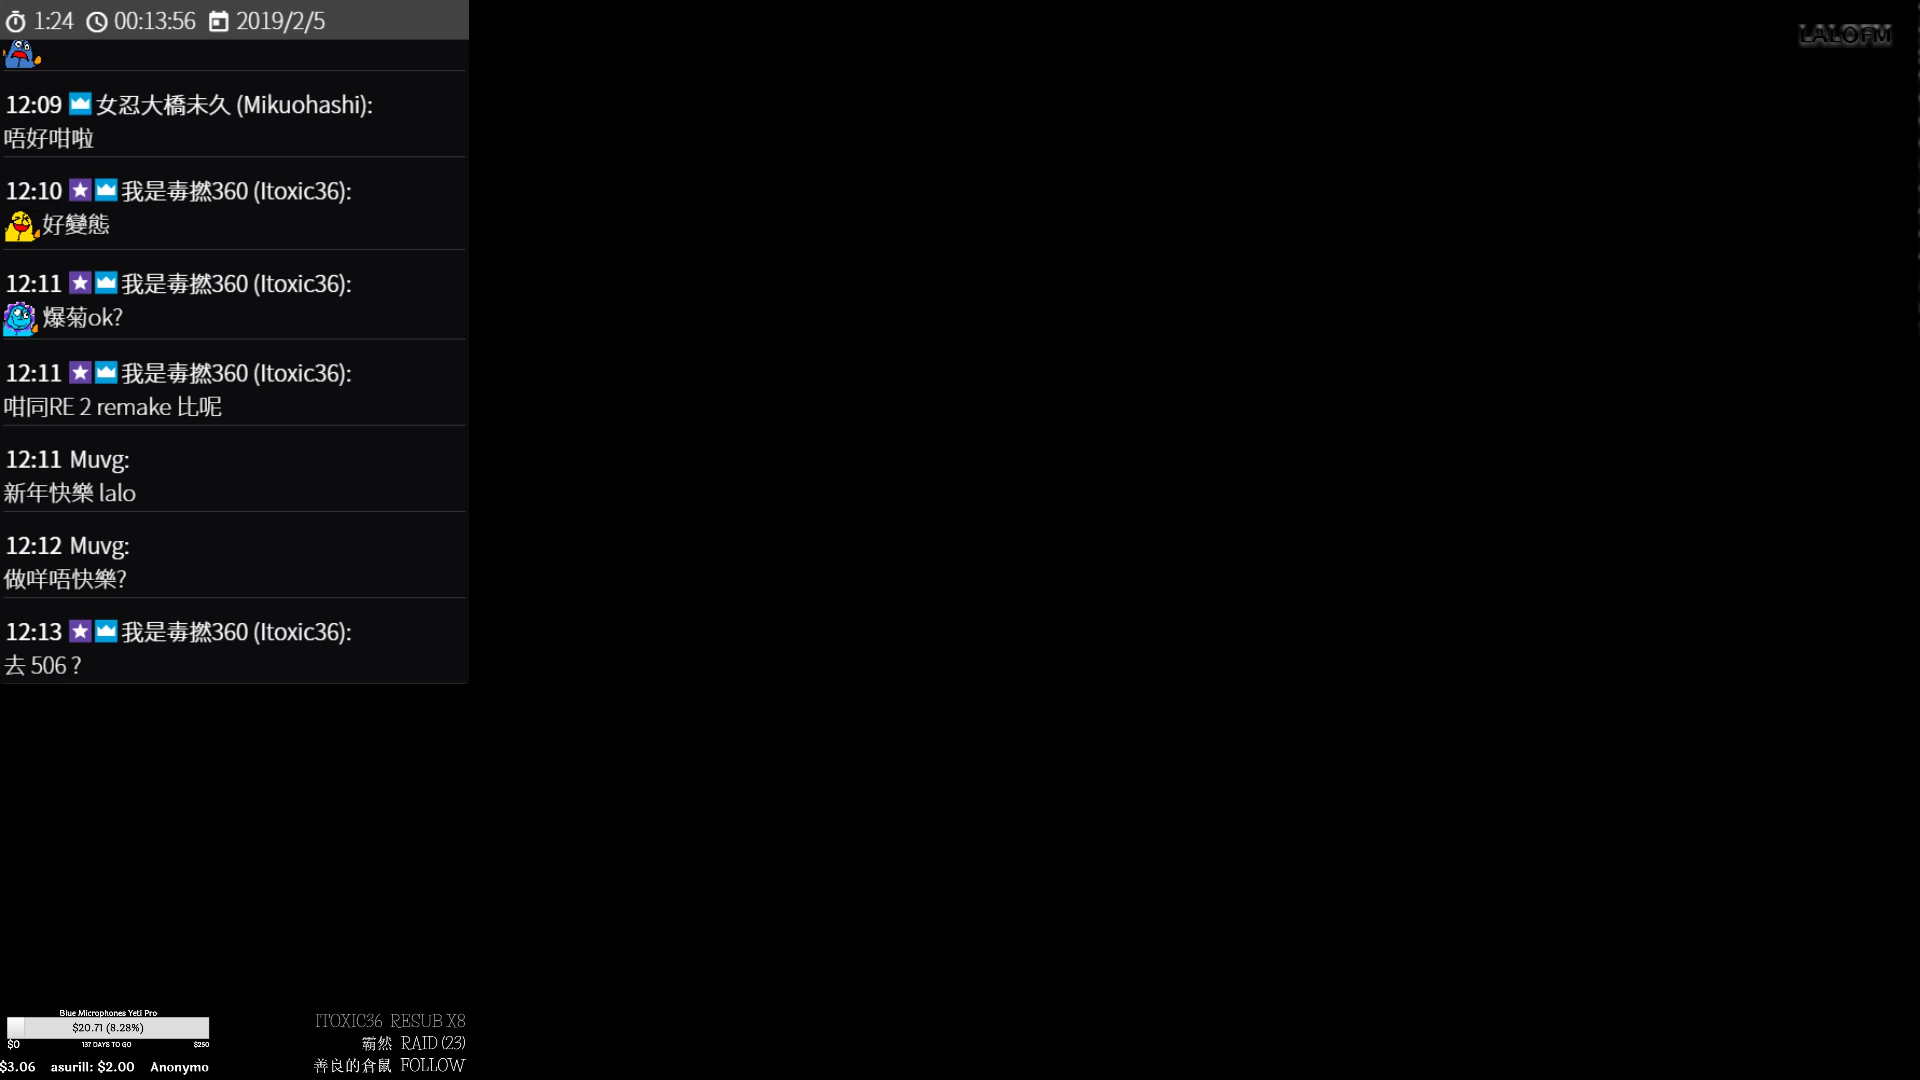 1:24 00:13:56 2019/2/5
LALOFM
12:09 女忍大橋未久 (Mikuohashi):
唔好咁啦
12:10 我是毒撚360 (Itoxic36):
好變態
12:11 我是毒撚360 (Itoxic36):
爆菊ok?
12:11 我是毒撚360 (Itoxic36):
咁同RE 2 remake 比呢
12:11 Muvg:
新年快樂 lalo
12:12 Muvg:
做咩唔快樂?
12:13 我是毒撚360 (Itoxic36):
去 506 ?
Blue Microphones Yeti Pro
$20.71 (8.28%)
$0 137 DAYS TO GO $250
$3.06 asurill: $2.00 Anonymo
ITOXIC36 RESUB X8
霸然 RAID (23)
善良的倉鼠 FOLLOW